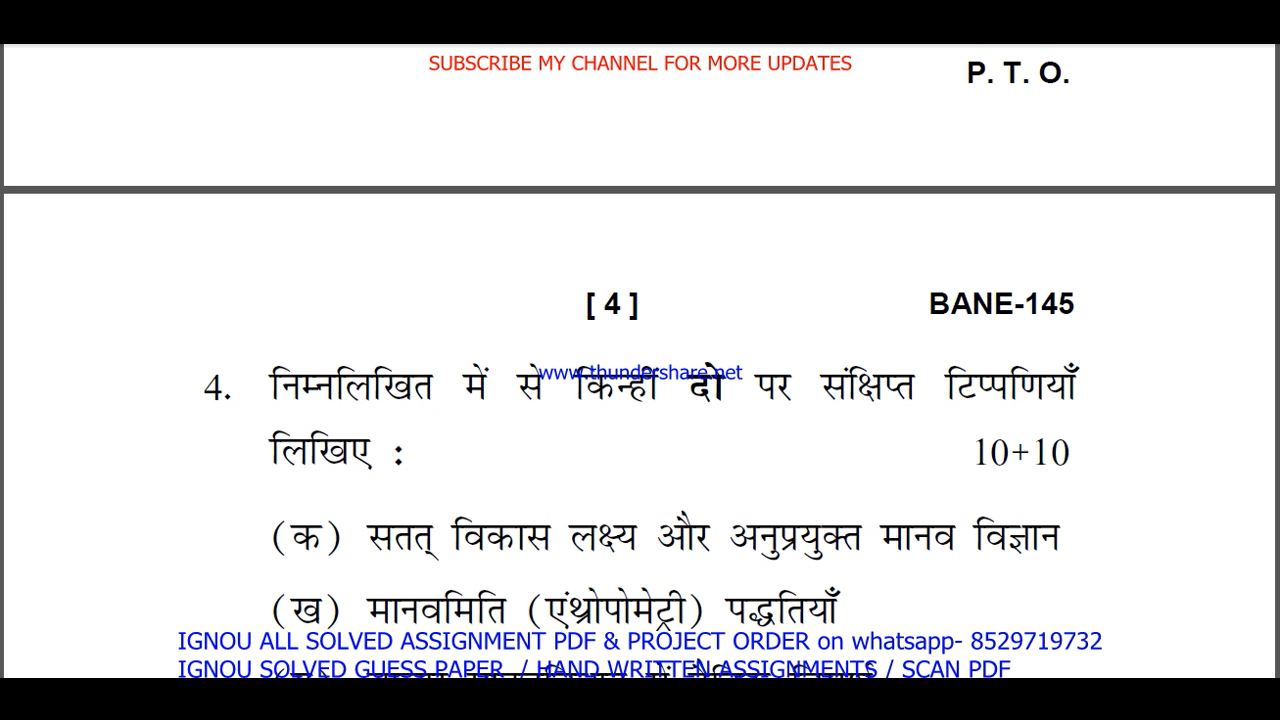 SUBSCRIBE MY CHANNEL FOR MORE UPDATES
P. T. O.
[ 4 ] BANE-145
www.thundershare.net
4. निम्नलिखित में से किन्हीं दो पर संक्षिप्त टिप्पणियाँ
लिखिए : 10+10
(क) सतत् विकास लक्ष्य और अनुप्रयुक्त मानव विज्ञान
(ख) मानवमिति (एंथ्रोपोमेट्री) पद्धतियाँ
IGNOU ALL SOLVED ASSIGNMENT PDF & PROJECT ORDER on whatsapp- 8529719732
IGNOU SOLVED GUESS PAPER / HAND WRITTEN ASSIGNMENTS / SCAN PDF